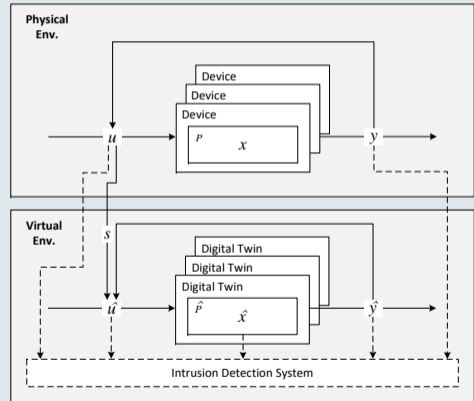 Physical
Env.
Device
Device
Device
P
x
u
y
s
Virtual
Env.
Digital Twin
Digital Twin
Digital Twin
P̂
x̂
û
ŷ
Intrusion Detection System